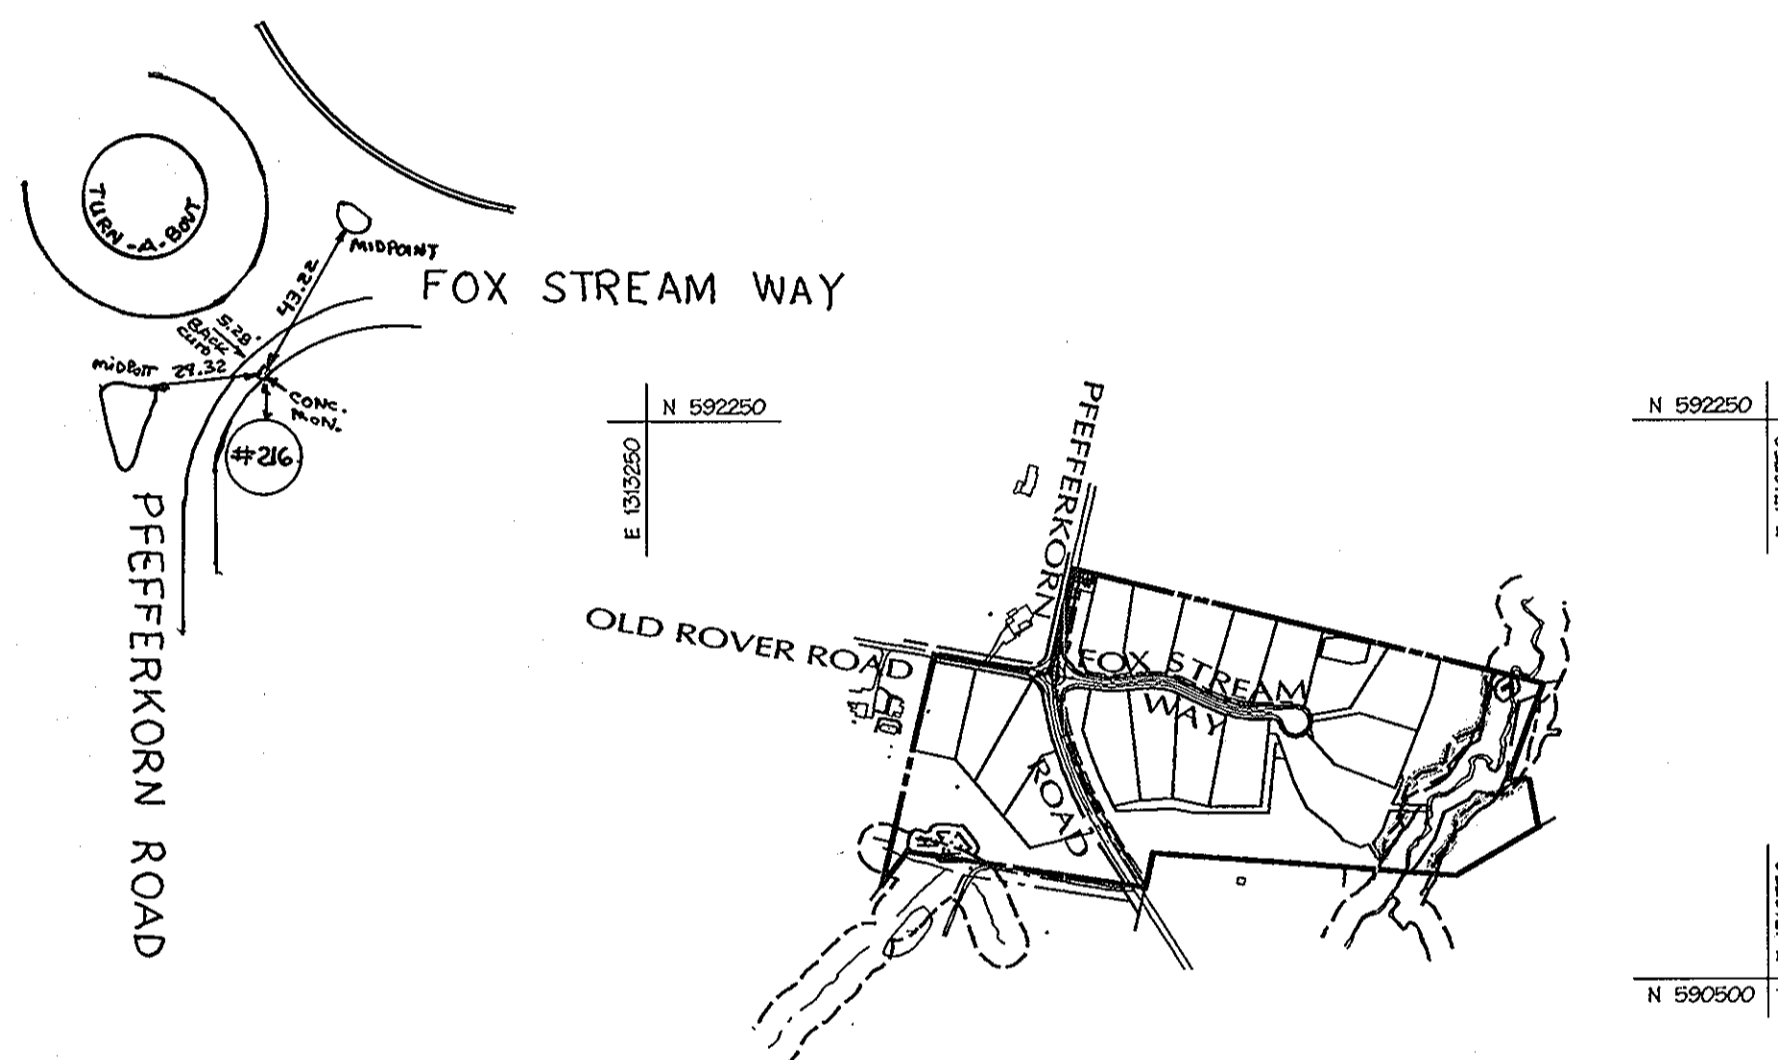 TURN-A-BOUT
MIDPOINT
43.22
FOX STREAM WAY
5.28'
BACK
CURB
29.32
CONC.
MON.
#216
PFEFFERKORN ROAD
N 592250
E 1313250
PFEFFERKORN
ROAD
OLD ROVER ROAD
FOX STREAM
WAY
N 592250
N 590500